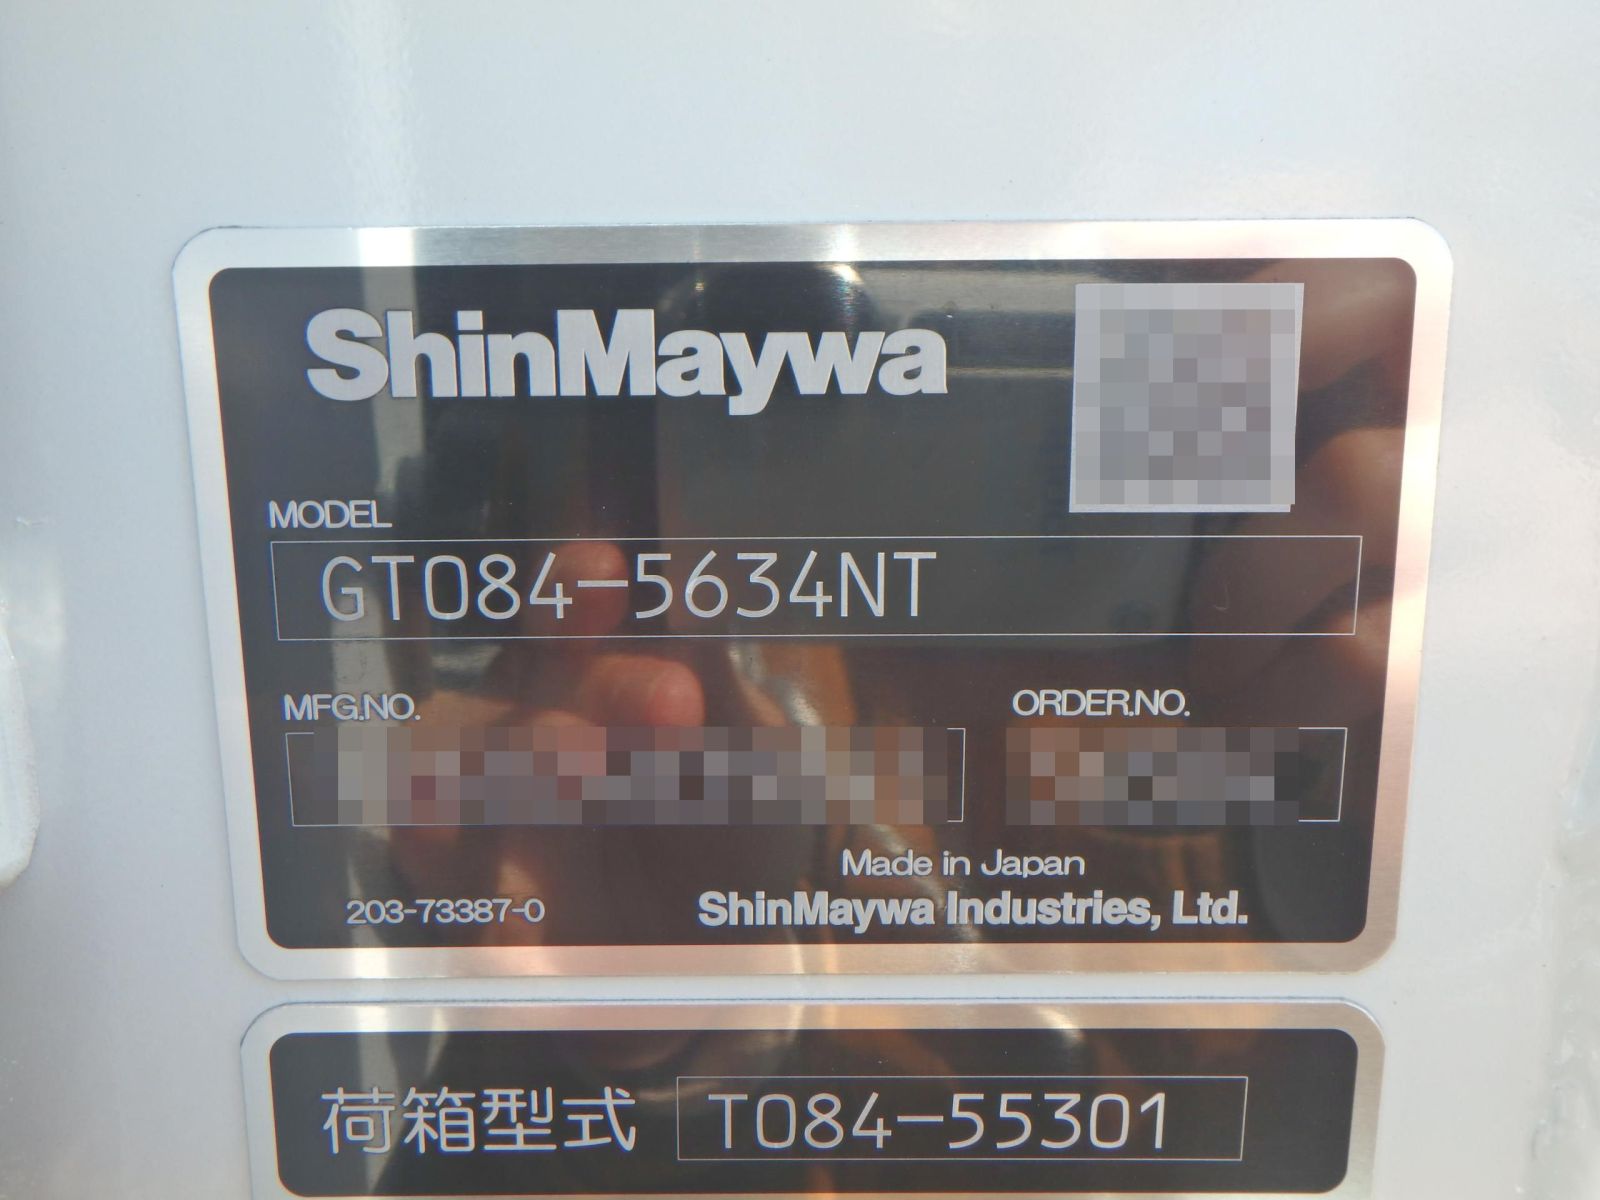 ShinMaywa
MODEL
GT084-5634NT
MFG.NO.
ORDER.NO.
Made in Japan
203-73387-0
ShinMaywa Industries, Ltd.
荷箱型式 T084-55301